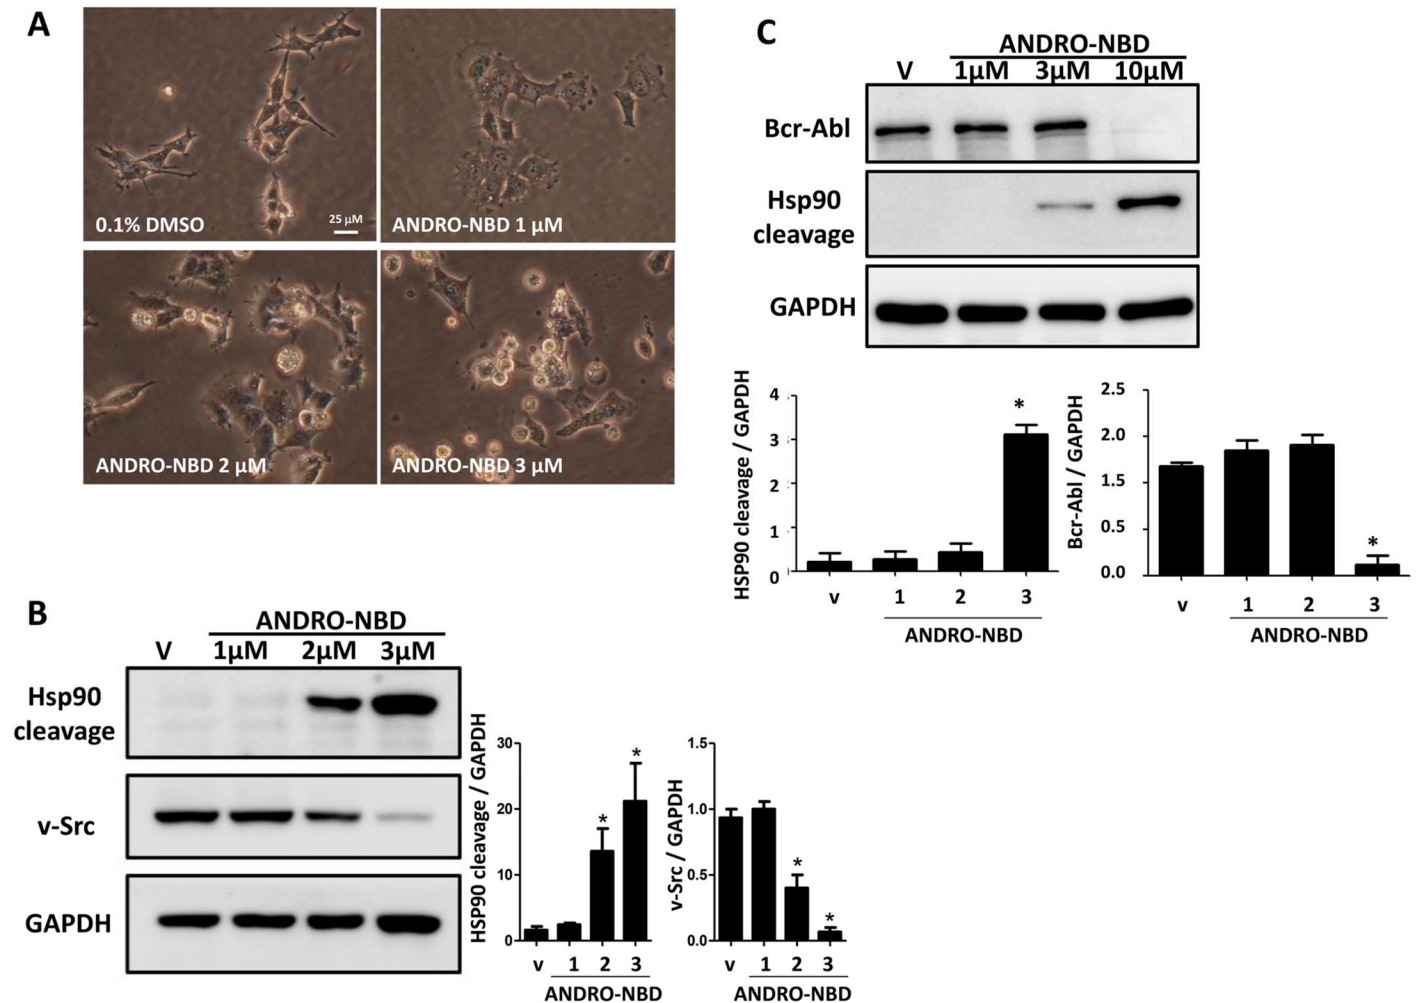 A
0.1% DMSO
25 µM
ANDRO-NBD 1 µM
ANDRO-NBD 2 µM
ANDRO-NBD 3 µM
B
ANDRO-NBD
V 1µM 2µM 3µM
Hsp90
cleavage
v-Src
GAPDH
HSP90 cleavage / GAPDH
30
20
10
0
v 1 2 3
* *
ANDRO-NBD
v-Src / GAPDH
1.5
1.0
0.5
0.0
* *
v 1 2 3
ANDRO-NBD
C
ANDRO-NBD
V 1µM 3µM 10µM
Bcr-Abl
Hsp90
cleavage
GAPDH
HSP90 cleavage / GAPDH
4
3
2
1
0
*
v 1 2 3
ANDRO-NBD
Bcr-Abl / GAPDH
2.5
2.0
1.5
0.5
0.0
*
v 1 2 3
ANDRO-NBD